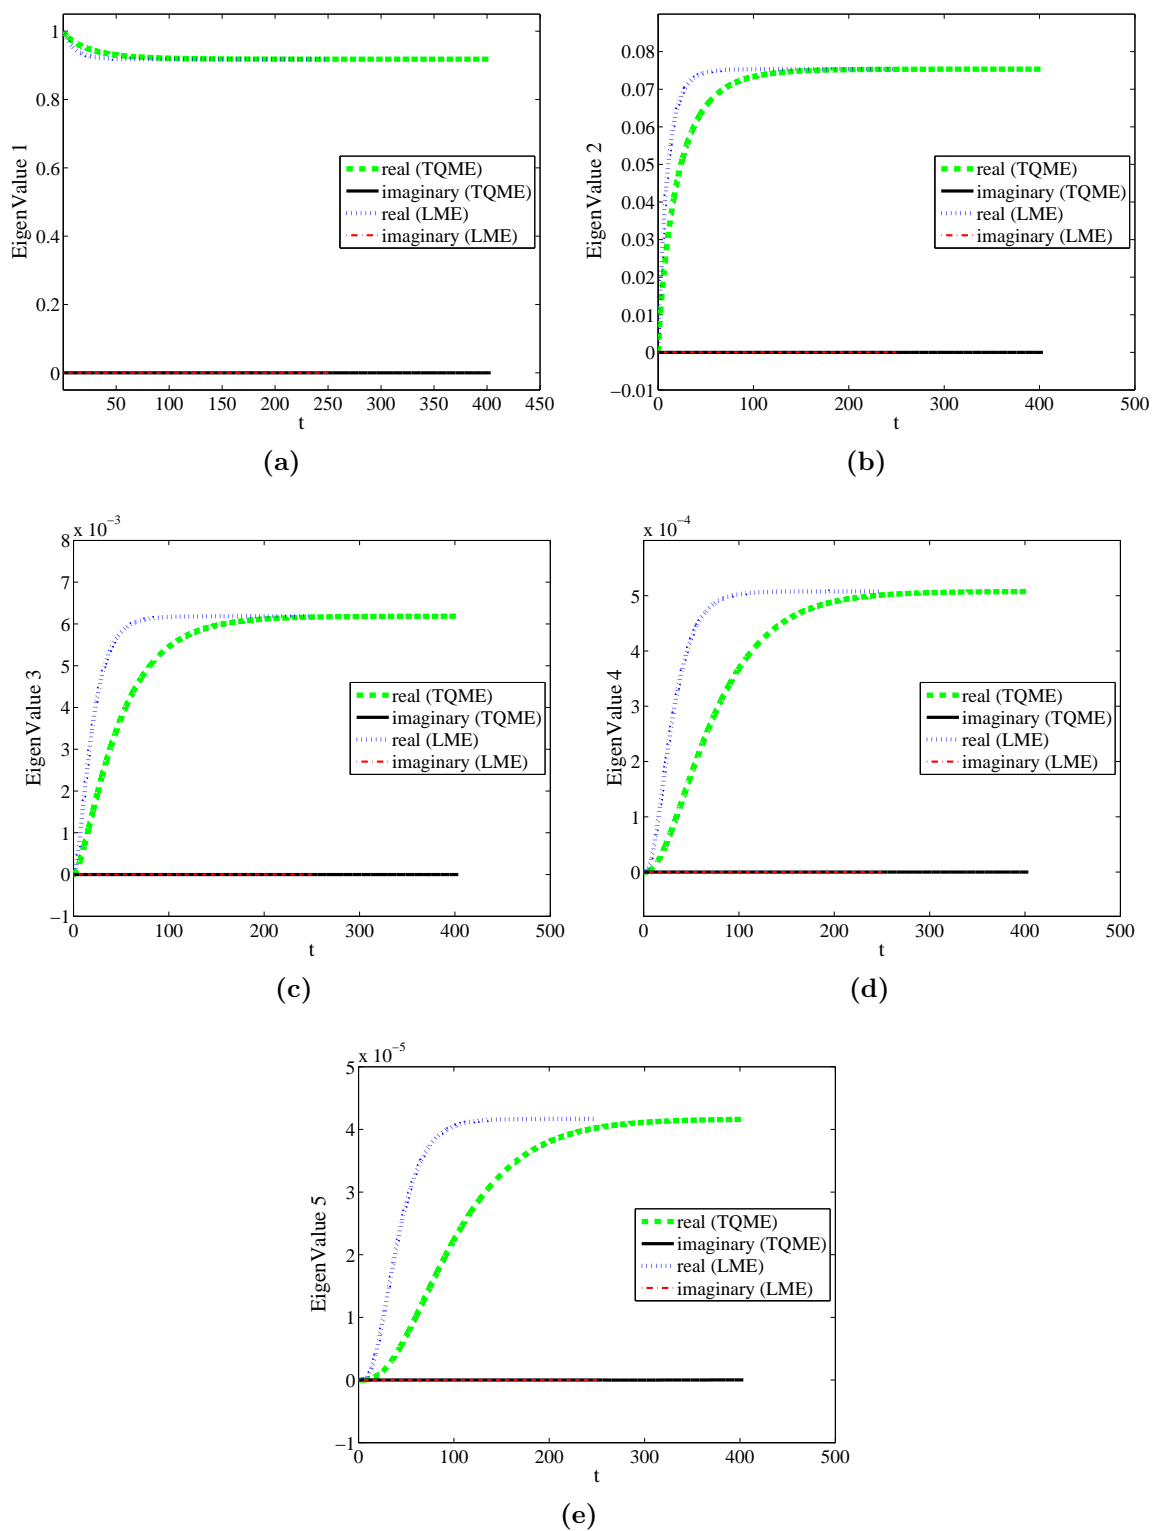 1
0.8
0.6
0.4
0.2
0
EigenValue 1
real (TQME)
imaginary (TQME)
real (LME)
imaginary (LME)
50 100 150 200 250 300 350 400 450
t
(a)
0.08
0.07
0.06
0.05
0.04
0.03
0.02
0.01
0
−0.01
EigenValue 2
real (TQME)
imaginary (TQME)
real (LME)
imaginary (LME)
0 100 200 300 400 500
t
(b)
x 10−3
8
7
6
5
4
3
2
1
0
−1
EigenValue 3
real (TQME)
imaginary (TQME)
real (LME)
imaginary (LME)
0 100 200 300 400 500
t
(c)
x 10−4
5
4
3
2
1
0
EigenValue 4
real (TQME)
imaginary (TQME)
real (LME)
imaginary (LME)
0 100 200 300 400 500
t
(d)
x 10−5
5
4
3
2
1
0
−1
EigenValue 5
real (TQME)
imaginary (TQME)
real (LME)
imaginary (LME)
0 100 200 300 400 500
t
(e)